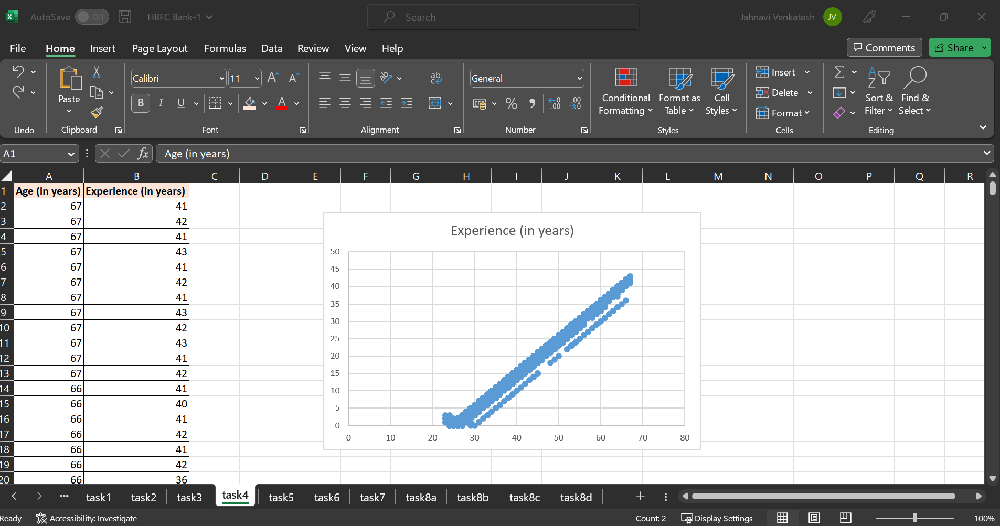 AutoSave Off HBFC Bank-1 Search Jahnavi Venkatesh JV
File Home Insert Page Layout Formulas Data Review View Help Comments Share
Calibri 11 General
Paste
B I U A
Conditional Formatting
Format as Table
Cell Styles
Insert
Delete
Format
Sort & Filter
Find & Select
Undo Clipboard Font Alignment Number Styles Cells Editing
A1 fx Age (in years)
A B C D E F G H I J K L M N O P Q R
1 Age (in years) Experience (in years)
2 67 41
3 67 42
4 67 41
5 67 43
6 67 41
7 67 42
8 67 41
9 67 43
10 67 42
11 67 43
12 67 41
13 67 42
14 66 41
15 66 40
16 66 41
17 66 42
18 66 41
19 66 42
20 66 36
Experience (in years)
50
45
40
35
30
25
20
15
10
5
0
0 10 20 30 40 50 60 70 80
task1 task2 task3 task4 task5 task6 task7 task8a task8b task8c task8d
Ready Accessibility: Investigate Count: 2 Display Settings 100%